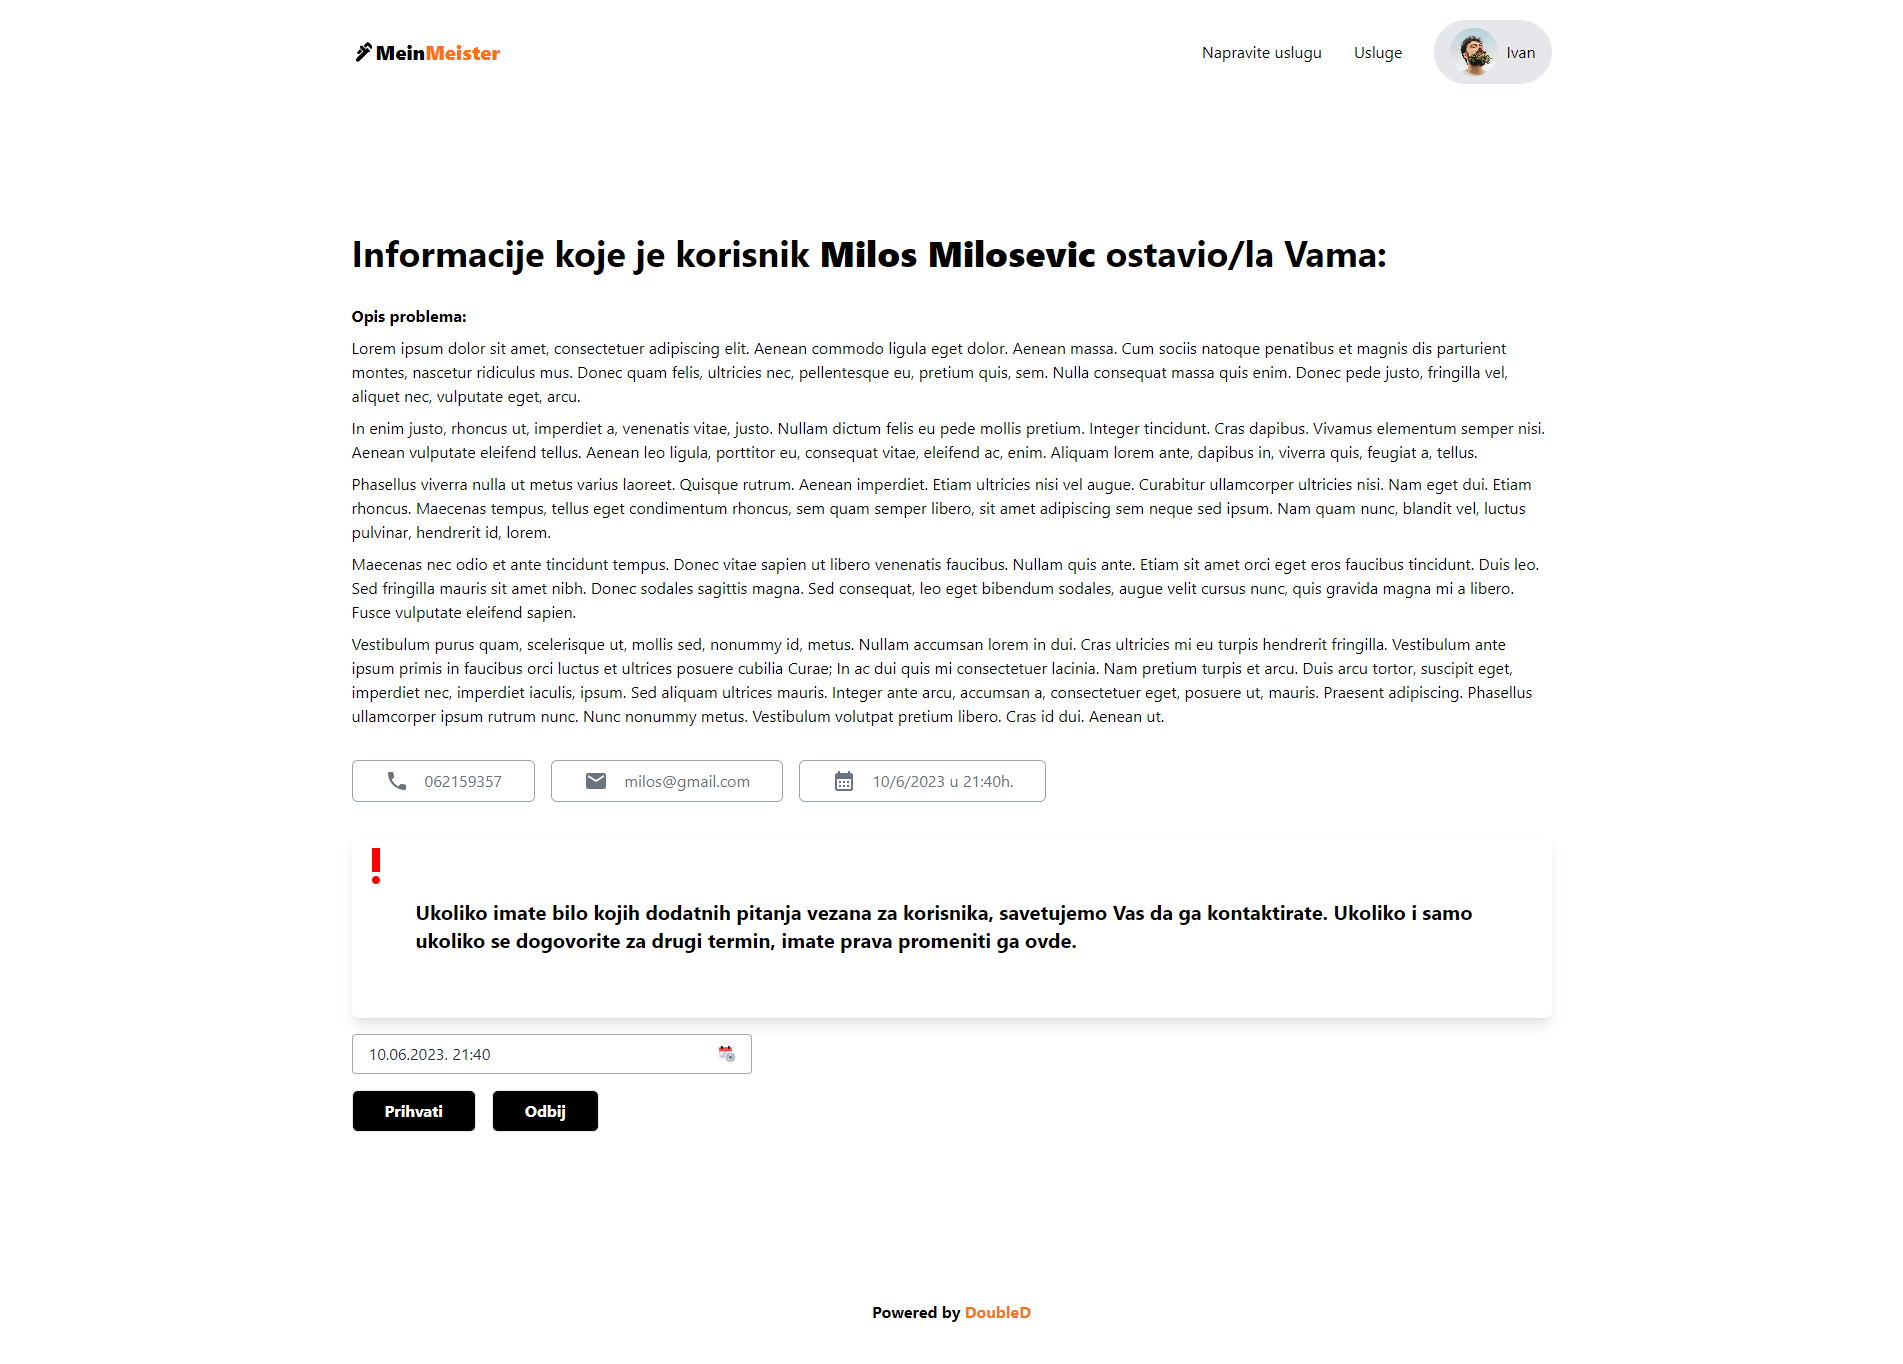 MeinMeister
Napravite uslugu
Usluge
Ivan
Informacije koje je korisnik Milos Milosevic ostavio/la Vama:
Opis problema:
Lorem ipsum dolor sit amet, consectetuer adipiscing elit. Aenean commodo ligula eget dolor. Aenean massa. Cum sociis natoque penatibus et magnis dis parturient
montes, nascetur ridiculus mus. Donec quam felis, ultricies nec, pellentesque eu, pretium quis, sem. Nulla consequat massa quis enim. Donec pede justo, fringilla vel,
aliquet nec, vulputate eget, arcu.
In enim justo, rhoncus ut, imperdiet a, venenatis vitae, justo. Nullam dictum felis eu pede mollis pretium. Integer tincidunt. Cras dapibus. Vivamus elementum semper nisi.
Aenean vulputate eleifend tellus. Aenean leo ligula, porttitor eu, consequat vitae, eleifend ac, enim. Aliquam lorem ante, dapibus in, viverra quis, feugiat a, tellus.
Phasellus viverra nulla ut metus varius laoreet. Quisque rutrum. Aenean imperdiet. Etiam ultricies nisi vel augue. Curabitur ullamcorper ultricies nisi. Nam eget dui. Etiam
rhoncus. Maecenas tempus, tellus eget condimentum rhoncus, sem quam semper libero, sit amet adipiscing sem neque sed ipsum. Nam quam nunc, blandit vel, luctus
pulvinar, hendrerit id, lorem.
Maecenas nec odio et ante tincidunt tempus. Donec vitae sapien ut libero venenatis faucibus. Nullam quis ante. Etiam sit amet orci eget eros faucibus tincidunt. Duis leo.
Sed fringilla mauris sit amet nibh. Donec sodales sagittis magna. Sed consequat, leo eget bibendum sodales, augue velit cursus nunc, quis gravida magna mi a libero.
Fusce vulputate eleifend sapien.
Vestibulum purus quam, scelerisque ut, mollis sed, nonummy id, metus. Nullam accumsan lorem in dui. Cras ultricies mi eu turpis hendrerit fringilla. Vestibulum ante
ipsum primis in faucibus orci luctus et ultrices posuere cubilia Curae; In ac dui quis mi consectetuer lacinia. Nam pretium turpis et arcu. Duis arcu tortor, suscipit eget,
imperdiet nec, imperdiet iaculis, ipsum. Sed aliquam ultrices mauris. Integer ante arcu, accumsan a, consectetuer eget, posuere ut, mauris. Praesent adipiscing. Phasellus
ullamcorper ipsum rutrum nunc. Nunc nonummy metus. Vestibulum volutpat pretium libero. Cras id dui. Aenean ut.
062159357
milos@gmail.com
10/6/2023 u 21:40h.
Ukoliko imate bilo kojih dodatnih pitanja vezana za korisnika, savetujemo Vas da ga kontaktirate. Ukoliko i samo
ukoliko se dogovorite za drugi termin, imate prava promeniti ga ovde.
10.06.2023. 21:40
Prihvati
Odbij
Powered by DoubleD